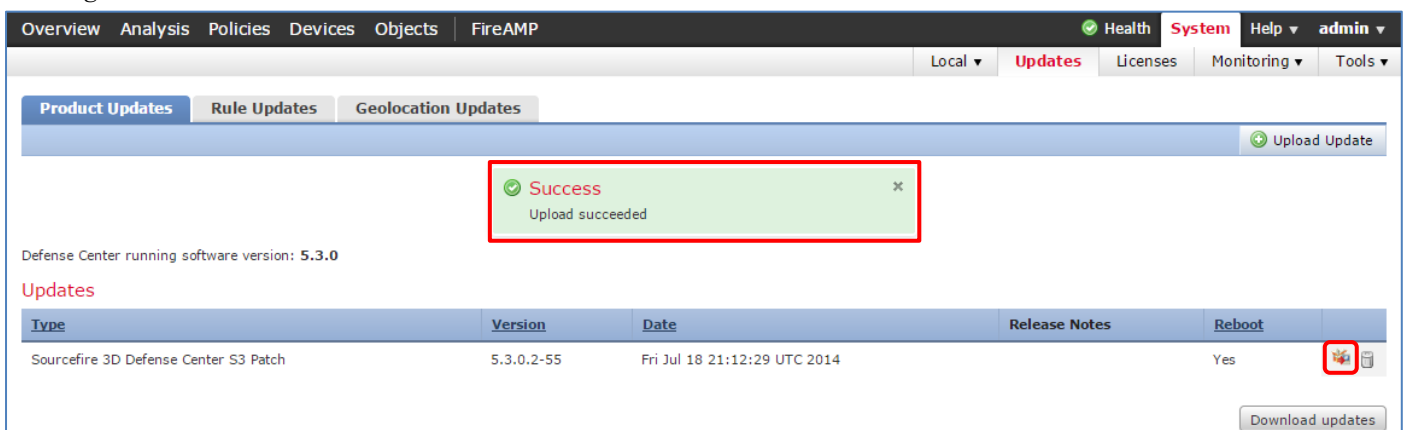 Overview Analysis Policies Devices Objects FireAMP Health System Help ▾ admin ▾
Local ▾ Updates Licenses Monitoring ▾ Tools ▾
Product Updates Rule Updates Geolocation Updates
Upload Update
Success ×
Upload succeeded
Defense Center running software version: 5.3.0
Updates
Type Version Date Release Notes Reboot
Sourcefire 3D Defense Center S3 Patch 5.3.0.2-55 Fri Jul 18 21:12:29 UTC 2014 Yes
Download updates